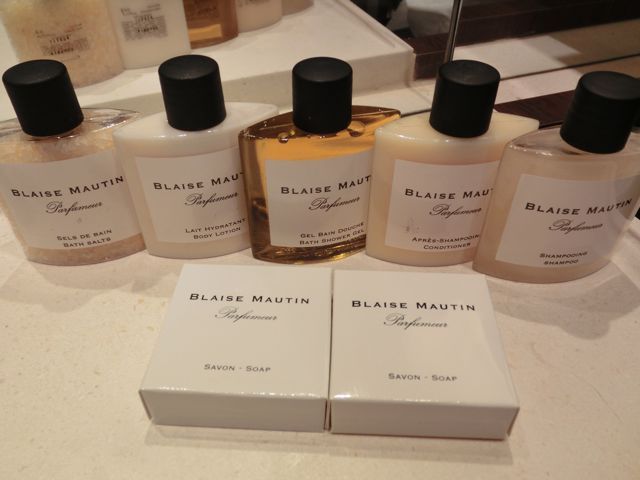 BLAISE MAUTIN
Parfumeur
SELS DE BAIN
BATH SALTS
BLAISE MAUTIN
Parfumeur
LAIT HYDRATANT
BODY LOTION
BLAISE MAUT
Parfumeur
GEL BAIN DOUCHE
BATH SHOWER GEL
BLAISE MAU
Parfumeur
APRÈS-SHAMPOOING
CONDITIONER
BLAISE MAUTIN
Parfumeur
SHAMPOOING
SHAMPOO
BLAISE MAUTIN
Parfumeur
SAVON - SOAP
BLAISE MAUTIN
Parfumeur
SAVON - SOAP